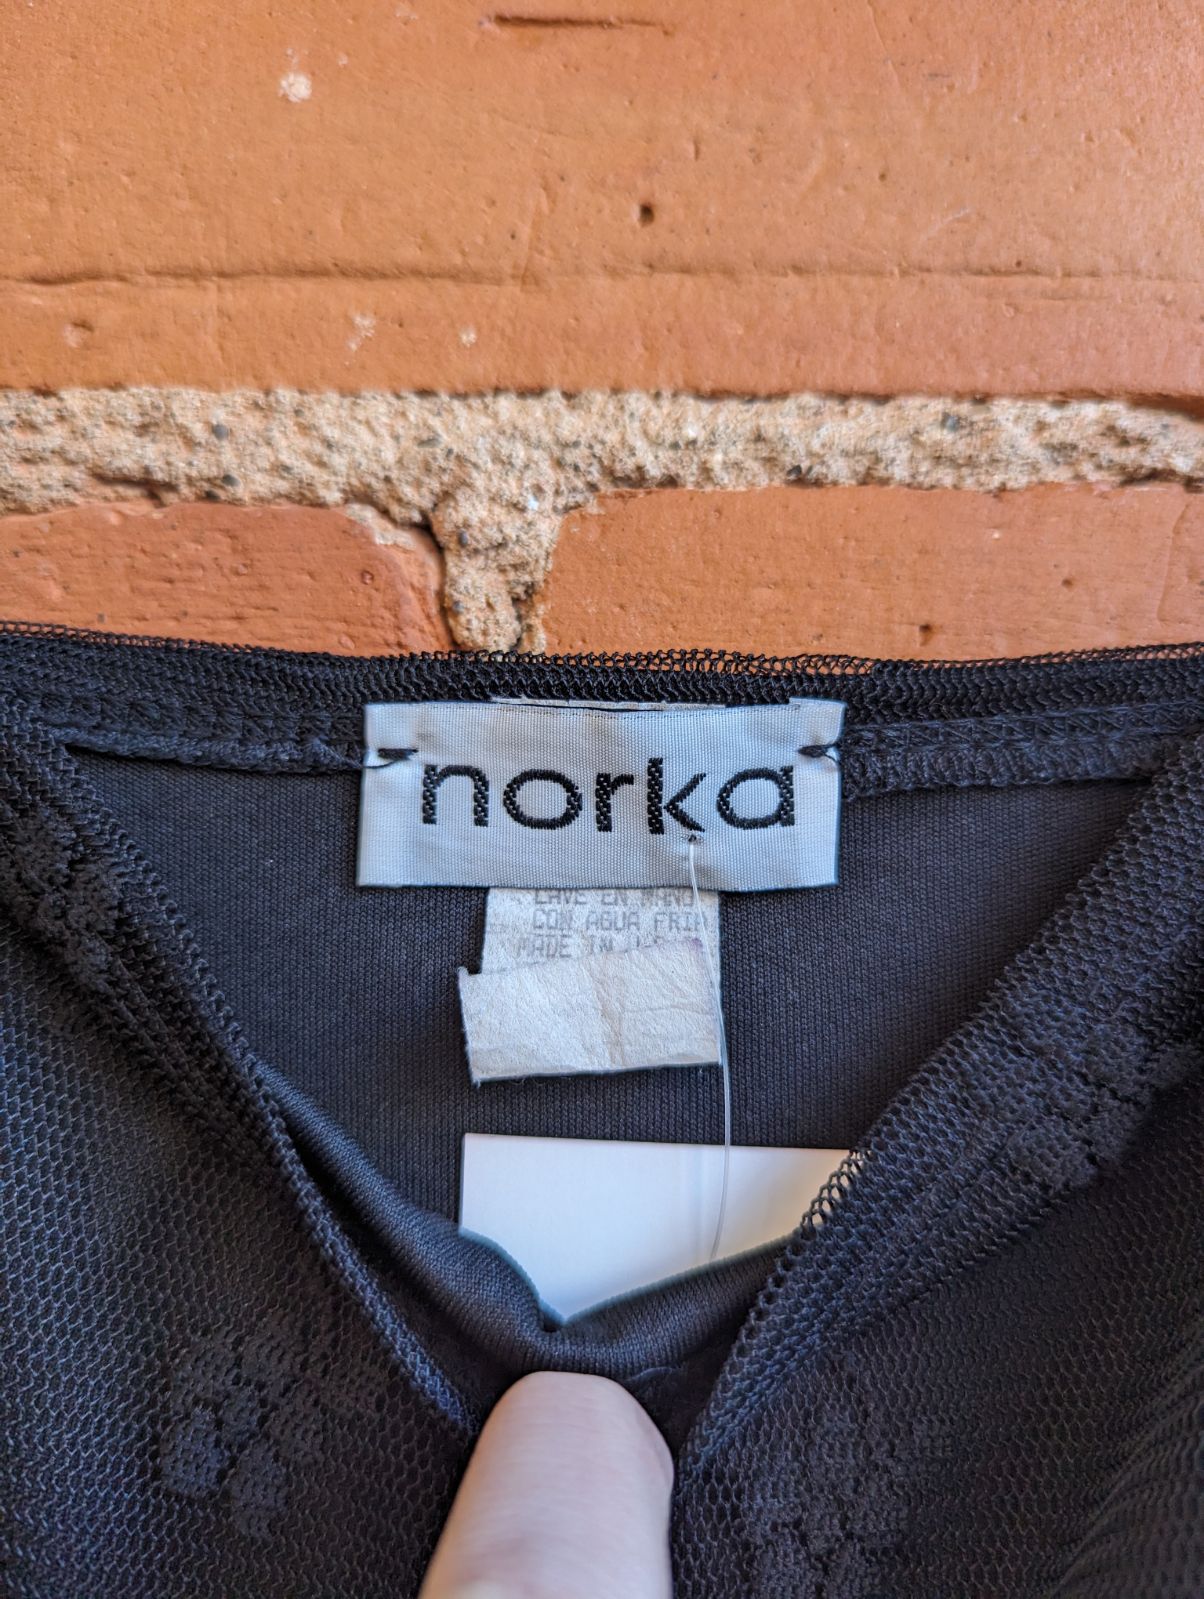 norka
LAVE EN MANO
CON AGUA FRIA
MADE IN U.S.